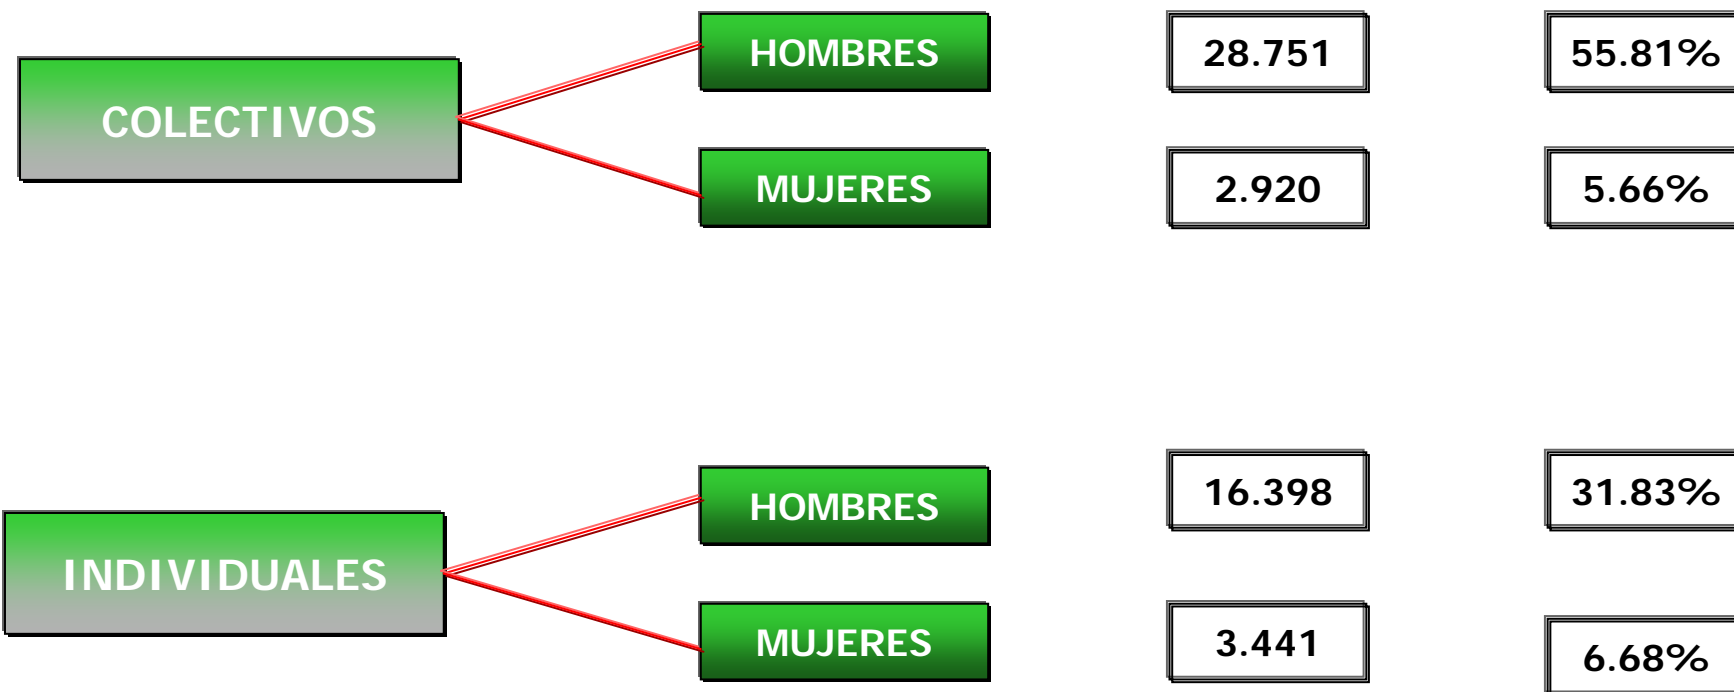 HOMBRES 28.751 55.81%
COLECTIVOS
MUJERES 2.920 5.66%
HOMBRES 16.398 31.83%
INDIVIDUALES
MUJERES 3.441 6.68%